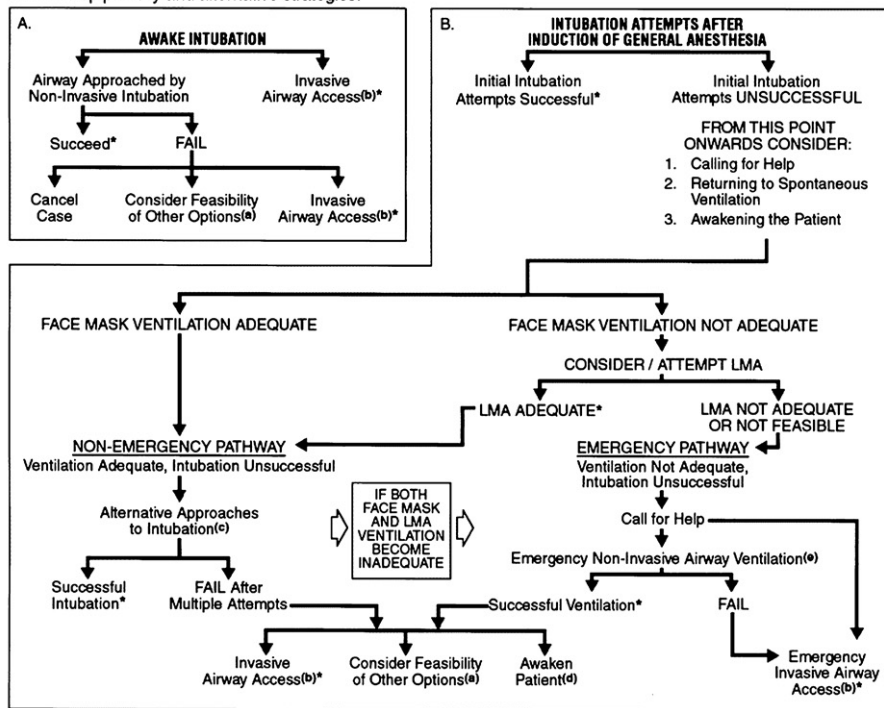 A.
AWAKE INTUBATION
Airway Approached by
Non-Invasive Intubation
Invasive
Airway Access(b)*
Succeed*
FAIL
Cancel
Case
Consider Feasibility
of Other Options(a)
Invasive
Airway Access(b)*
B.
INTUBATION ATTEMPTS AFTER
INDUCTION OF GENERAL ANESTHESIA
Initial Intubation
Attempts Successful*
Initial Intubation
Attempts UNSUCCESSFUL
FROM THIS POINT
ONWARDS CONSIDER:
1. Calling for Help
2. Returning to Spontaneous
Ventilation
3. Awakening the Patient
FACE MASK VENTILATION ADEQUATE
FACE MASK VENTILATION NOT ADEQUATE
CONSIDER / ATTEMPT LMA
LMA ADEQUATE*
LMA NOT ADEQUATE
OR NOT FEASIBLE
NON-EMERGENCY PATHWAY
Ventilation Adequate, Intubation Unsuccessful
EMERGENCY PATHWAY
Ventilation Not Adequate,
Intubation Unsuccessful
Alternative Approaches
to Intubation(c)
IF BOTH
FACE MASK
AND LMA
VENTILATION
BECOME
INADEQUATE
Call for Help
Emergency Non-Invasive Airway Ventilation(e)
Successful
Intubation*
FAIL After
Multiple Attempts
Successful Ventilation*
FAIL
Invasive
Airway Access(b)*
Consider Feasibility
of Other Options(a)
Awaken
Patient(d)
Emergency
Invasive Airway
Access(b)*